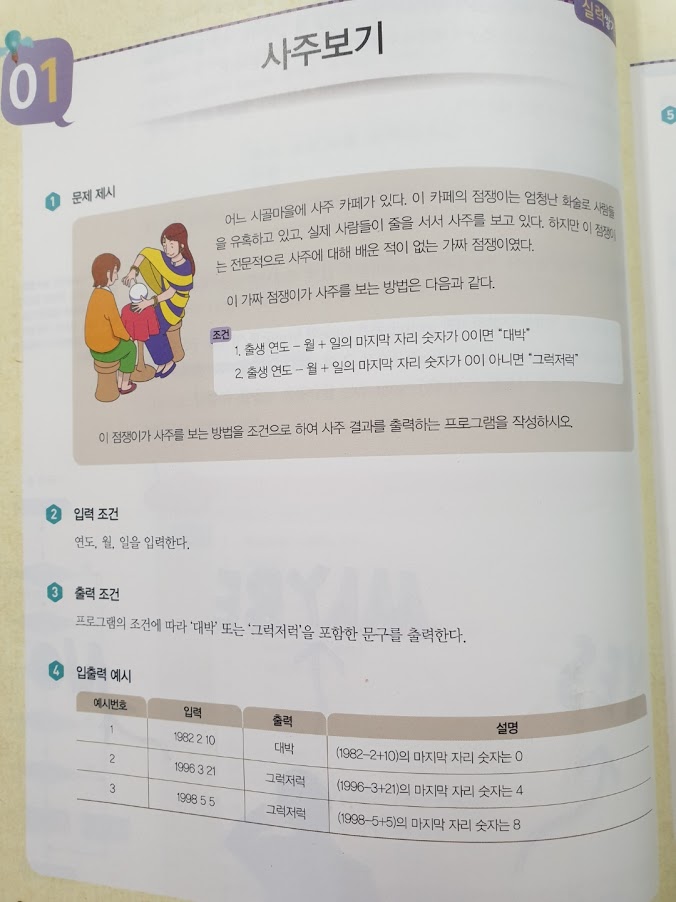 실력
01
사주보기
1 문제 제시
어느 시골마을에 사주 카페가 있다. 이 카페의 점쟁이는 엄청난 화술로 사람들
을 유혹하고 있고, 실제 사람들이 줄을 서서 사주를 보고 있다. 하지만 이 점쟁이
는 전문적으로 사주에 대해 배운 적이 없는 가짜 점쟁이였다.
이 가짜 점쟁이가 사주를 보는 방법은 다음과 같다.
조건
1. 출생 연도 – 월 + 일의 마지막 자리 숫자가 0이면 "대박"
2. 출생 연도 – 월 + 일의 마지막 자리 숫자가 0이 아니면 "그럭저럭"
이 점쟁이가 사주를 보는 방법을 조건으로 하여 사주 결과를 출력하는 프로그램을 작성하시오.
2 입력 조건
연도, 월, 일을 입력한다.
3 출력 조건
프로그램의 조건에 따라 '대박' 또는 '그럭저럭'을 포함한 문구를 출력한다.
4 입출력 예시
예시번호 입력 출력 설명
1 1982 2 10 대박 (1982–2+10)의 마지막 자리 숫자는 0
2 1996 3 21 그럭저럭 (1996–3+21)의 마지막 자리 숫자는 4
3 1998 5 5 그럭저럭 (1998–5+5)의 마지막 자리 숫자는 8
5